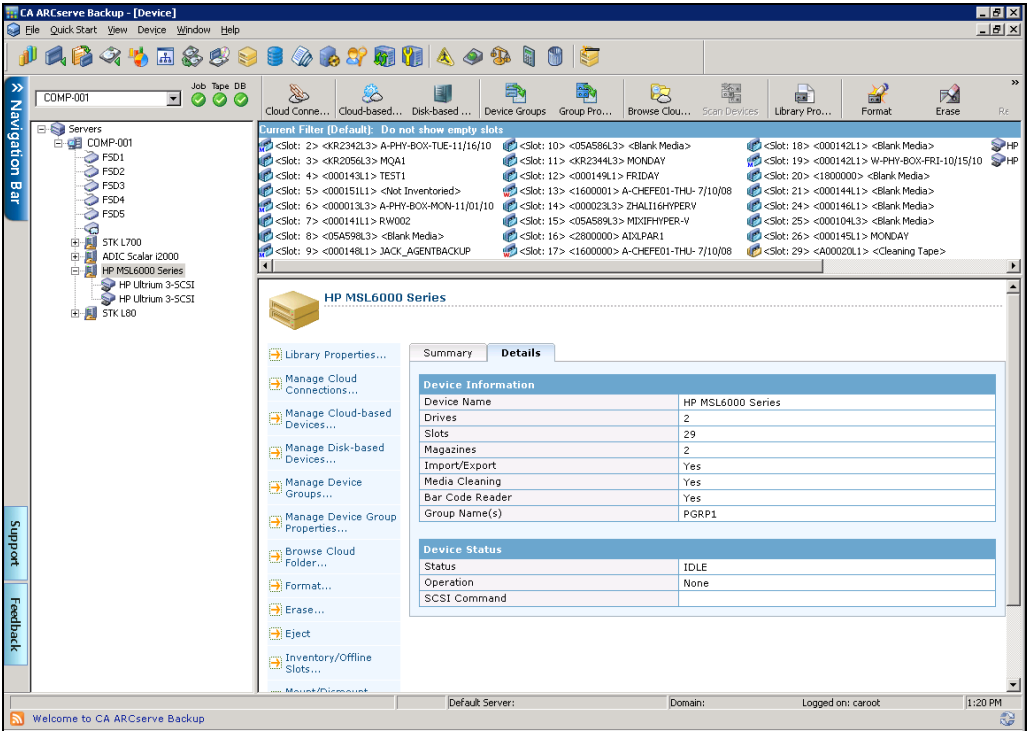 CA ARCserve Backup - [Device]
File Quick Start View Device Window Help
Navigation Bar
Support
Feedback
COMP-001
Job Tape DB
Cloud Conne... Cloud-based... Disk-based ... Device Groups Group Pro... Browse Clou... Scan Devices Library Pro... Format Erase Re
»
Servers
COMP-001
FSD1
FSD2
FSD3
FSD4
FSD5
STK L700
ADIC Scalar i2000
HP MSL6000 Series
HP Ultrium 3-SCSI
HP Ultrium 3-SCSI
STK L80
Current Filter (Default): Do not show empty slots
<Slot: 2> <KR2342L3> A-PHY-BOX-TUE-11/16/10
<Slot: 3> <KR2056L3> MQA1
<Slot: 4> <000143L1> TEST1
<Slot: 5> <000151L1> <Not Inventoried>
<Slot: 6> <000013L3> A-PHY-BOX-MON-11/01/10
<Slot: 7> <000141L1> RW002
<Slot: 8> <05A598L3> <Blank Media>
<Slot: 9> <000148L1> JACK_AGENTBACKUP
<Slot: 10> <05A586L3> <Blank Media>
<Slot: 11> <KR2344L3> MONDAY
<Slot: 12> <000149L1> FRIDAY
<Slot: 13> <1600001> A-CHEFE01-THU- 7/10/08
<Slot: 14> <000023L3> ZHALI16HYPERV
<Slot: 15> <05A589L3> MIXIFHYPER-V
<Slot: 16> <2800000> AIXLPAR1
<Slot: 17> <1600000> A-CHEFE01-THU- 7/10/08
<Slot: 18> <000142L1> <Blank Media>
<Slot: 19> <000112L1> W-PHY-BOX-FRI-10/15/10
<Slot: 20> <1800000> <Blank Media>
<Slot: 21> <000144L1> <Blank Media>
<Slot: 24> <000146L1> <Blank Media>
<Slot: 25> <000104L3> <Blank Media>
<Slot: 26> <000145L1> MONDAY
<Slot: 29> <A00020L1> <Cleaning Tape>
HP
HP
HP MSL6000 Series
Library Properties...
Manage Cloud
Connections...
Manage Cloud-based
Devices...
Manage Disk-based
Devices...
Manage Device
Groups...
Manage Device Group
Properties...
Browse Cloud
Folder...
Format...
Erase...
Eject
Inventory/Offline
Slots...
Mount/Dismount
Summary Details
Device Information
Device Name HP MSL6000 Series
Drives 2
Slots 29
Magazines 2
Import/Export Yes
Media Cleaning Yes
Bar Code Reader Yes
Group Name(s) PGRP1
Device Status
Status IDLE
Operation None
SCSI Command
Default Server: Domain: Logged on: caroot 1:20 PM
Welcome to CA ARCserve Backup